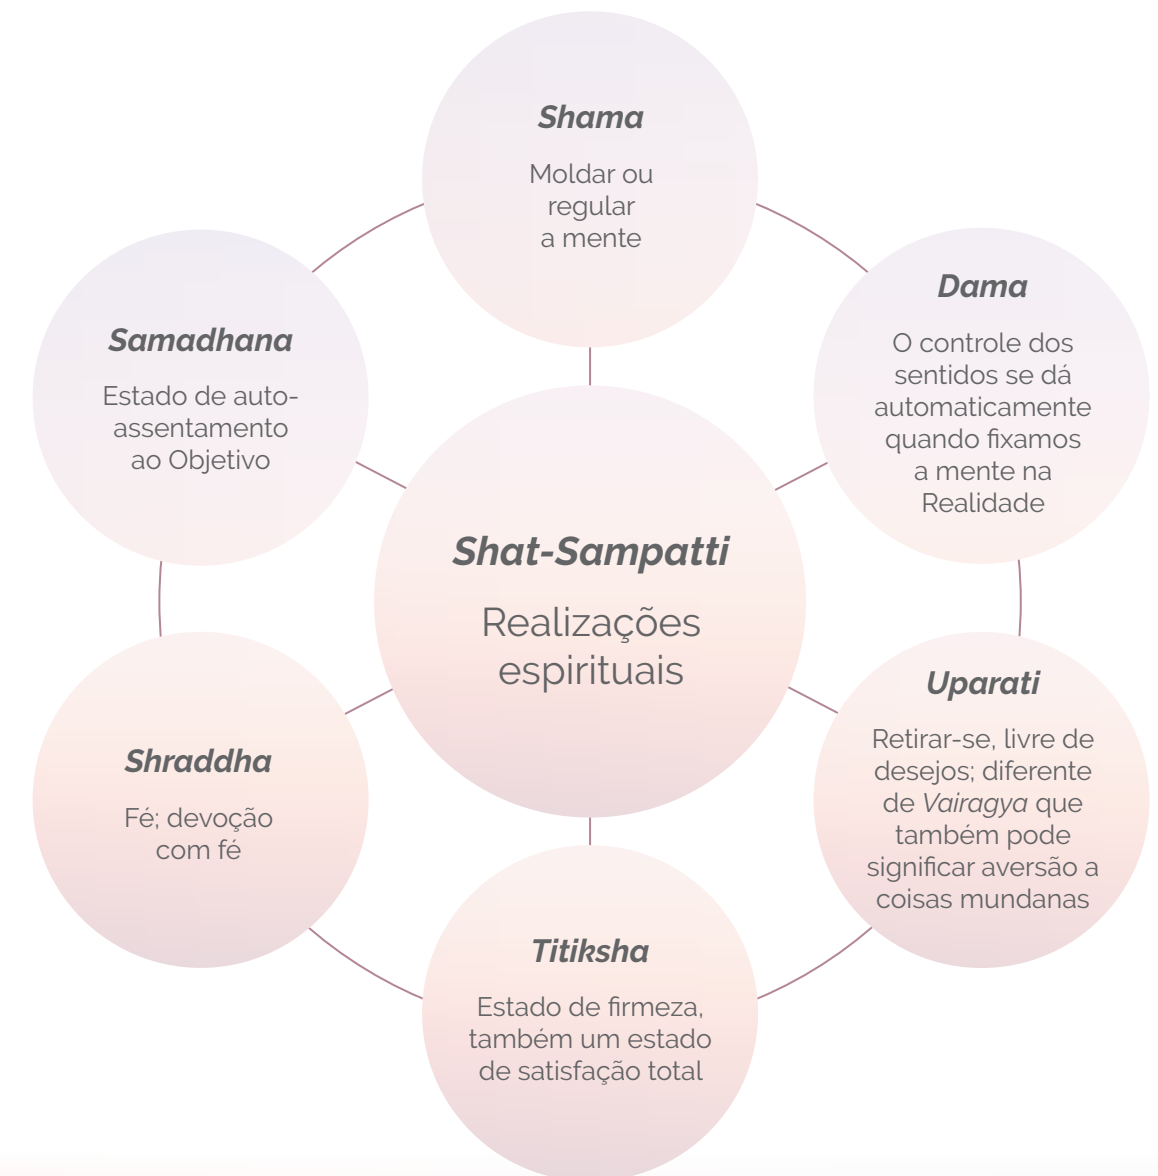 Shama
Moldar ou
regular
a mente
Dama
O controle dos
sentidos se dá
automaticamente
quando fixamos
a mente na
Realidade
Samadhana
Estado de auto-
assentamento
ao Objetivo
Shat-Sampatti
Realizações
espirituais
Uparati
Retirar-se, livre de
desejos; diferente
de Vairagya que
também pode
significar aversão a
coisas mundanas
Shraddha
Fé; devoção
com fé
Titiksha
Estado de firmeza,
também um estado
de satisfação total